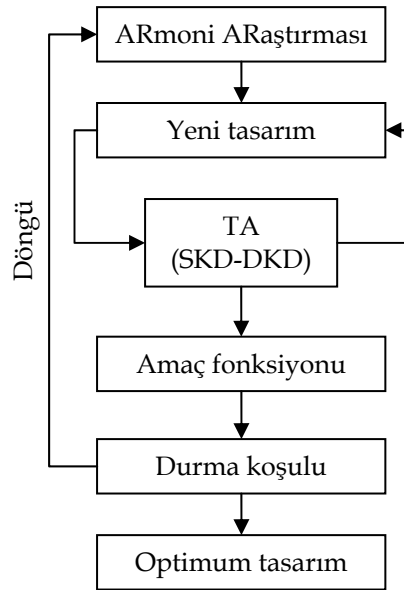 ARmoni ARaştırması
Yeni tasarım
TA
(SKD-DKD)
Döngü
Amaç fonksiyonu
Durma koşulu
Optimum tasarım